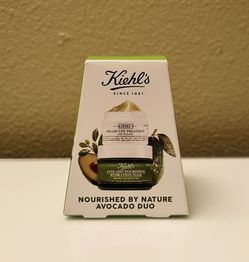 Kiehl's
SINCE 1851
KIEHL'S
CREAMY EYE TREATMENT
with Avocado
Kiehl's
AVOCADO NOURISHING
HYDRATION MASK
NOURISHED BY NATURE
AVOCADO DUO